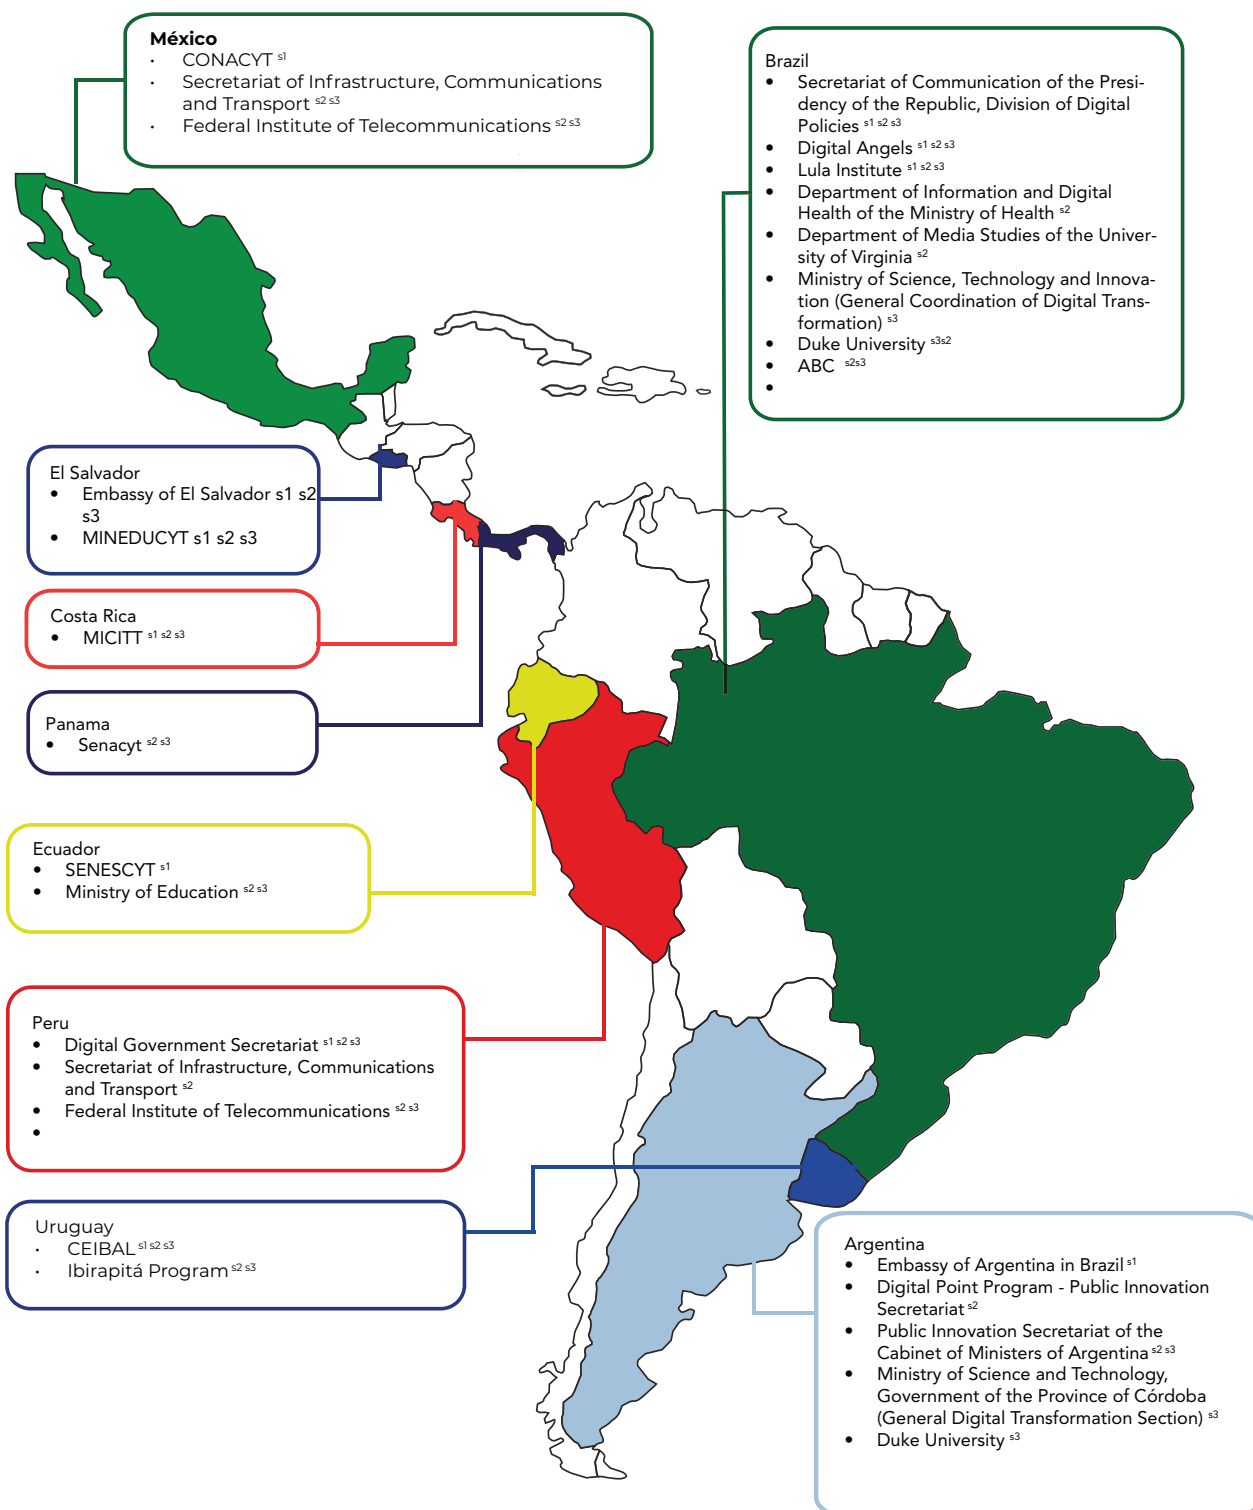 México
· CONACYT s1
· Secretariat of Infrastructure, Communications
and Transport s2 s3
· Federal Institute of Telecommunications s2 s3
Brazil
• Secretariat of Communication of the Presi-
dency of the Republic, Division of Digital
Policies s1 s2 s3
• Digital Angels s1 s2 s3
• Lula Institute s1 s2 s3
• Department of Information and Digital
Health of the Ministry of Health s2
• Department of Media Studies of the Univer-
sity of Virginia s2
• Ministry of Science, Technology and Innova-
tion (General Coordination of Digital Trans-
formation) s3
• Duke University s3s2
• ABC s2s3
•
El Salvador
• Embassy of El Salvador s1 s2
s3
• MINEDUCYT s1 s2 s3
Costa Rica
• MICITT s1 s2 s3
Panama
• Senacyt s2 s3
Ecuador
• SENESCYT s1
• Ministry of Education s2 s3
Peru
• Digital Government Secretariat s1 s2 s3
• Secretariat of Infrastructure, Communications
and Transport s2
• Federal Institute of Telecommunications s2 s3
•
Uruguay
· CEIBAL s1 s2 s3
· Ibirapitá Program s2 s3
Argentina
• Embassy of Argentina in Brazil s1
• Digital Point Program - Public Innovation
Secretariat s2
• Public Innovation Secretariat of the
Cabinet of Ministers of Argentina s2 s3
• Ministry of Science and Technology,
Government of the Province of Córdoba
(General Digital Transformation Section) s3
• Duke University s3